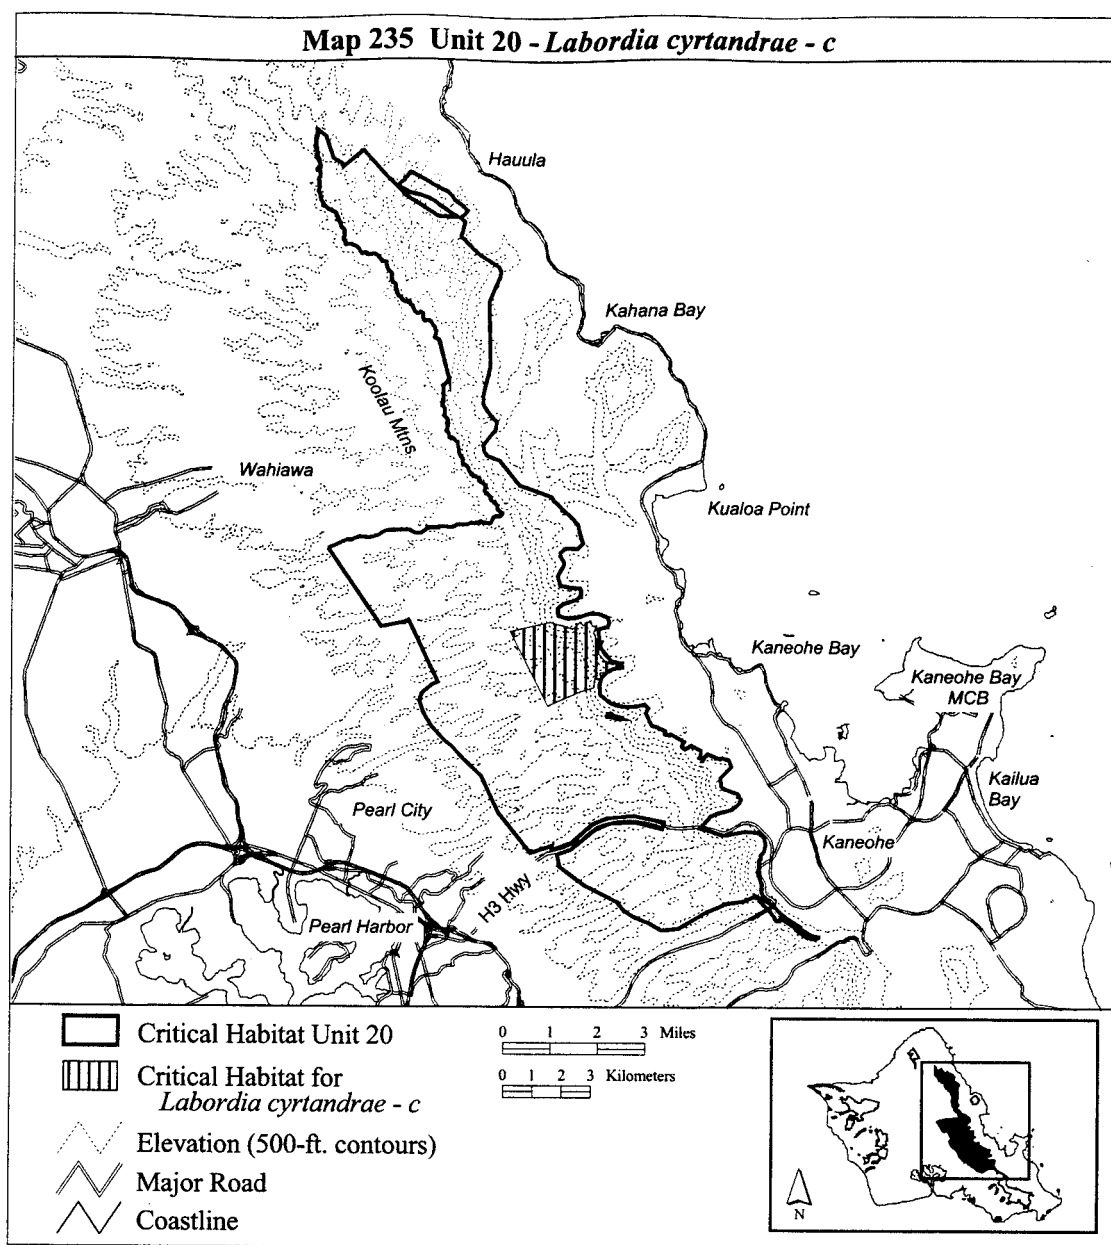 Map 235 Unit 20 - Labordia cyrtandrae - c
Hauula
Kahana Bay
Koolau Mtns
Wahiawa
Kualoa Point
Kaneohe Bay
Kaneohe Bay
MCB
Kailua
Bay
Pearl City
Kaneohe
H3 Hwy
Pearl Harbor
Critical Habitat Unit 20
Critical Habitat for
Labordia cyrtandrae - c
Elevation (500-ft. contours)
Major Road
Coastline
0 1 2 3 Miles
0 1 2 3 Kilometers
N